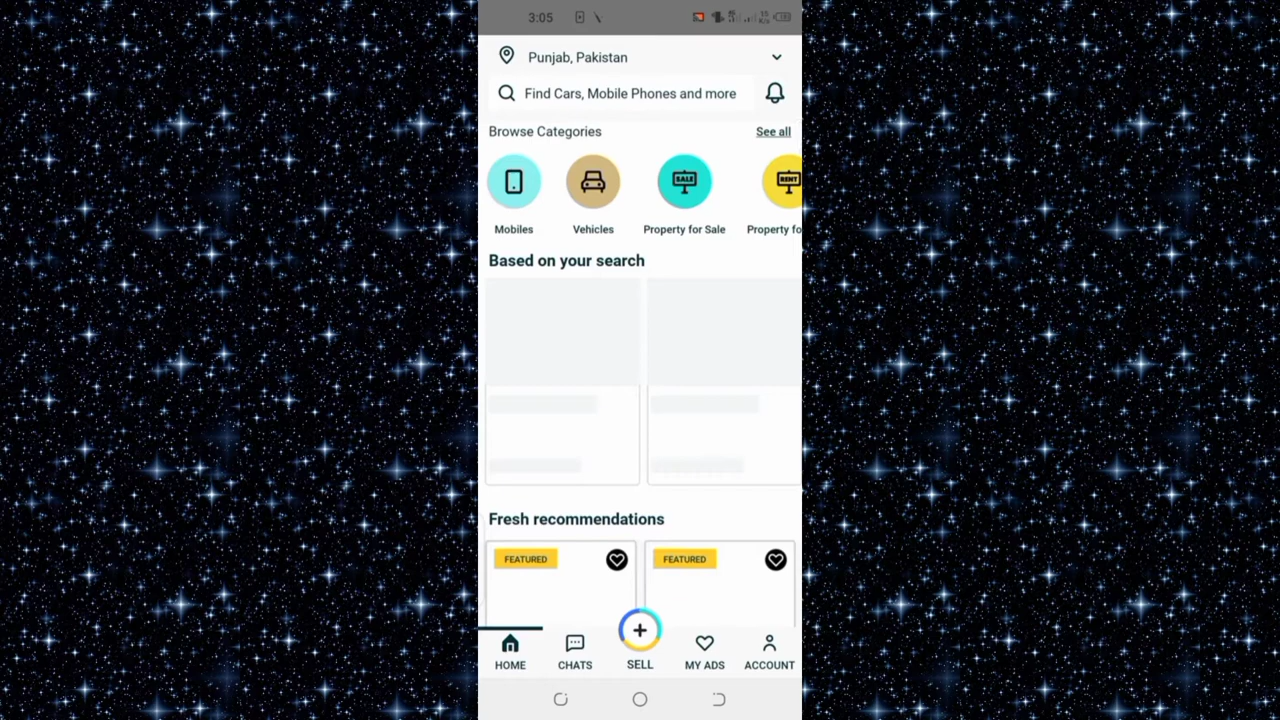 3:05
Punjab, Pakistan
Find Cars, Mobile Phones and more
Browse Categories
See all
SALE
RENT
Mobiles
Vehicles
Property for Sale
Property fo
Based on your search
Fresh recommendations
FEATURED
FEATURED
HOME
CHATS
SELL
MY ADS
ACCOUNT